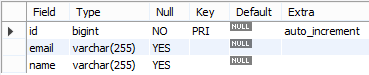 Field Type Null Key Default Extra
id bigint NO PRI NULL auto_increment
email varchar(255) YES NULL
name varchar(255) YES NULL